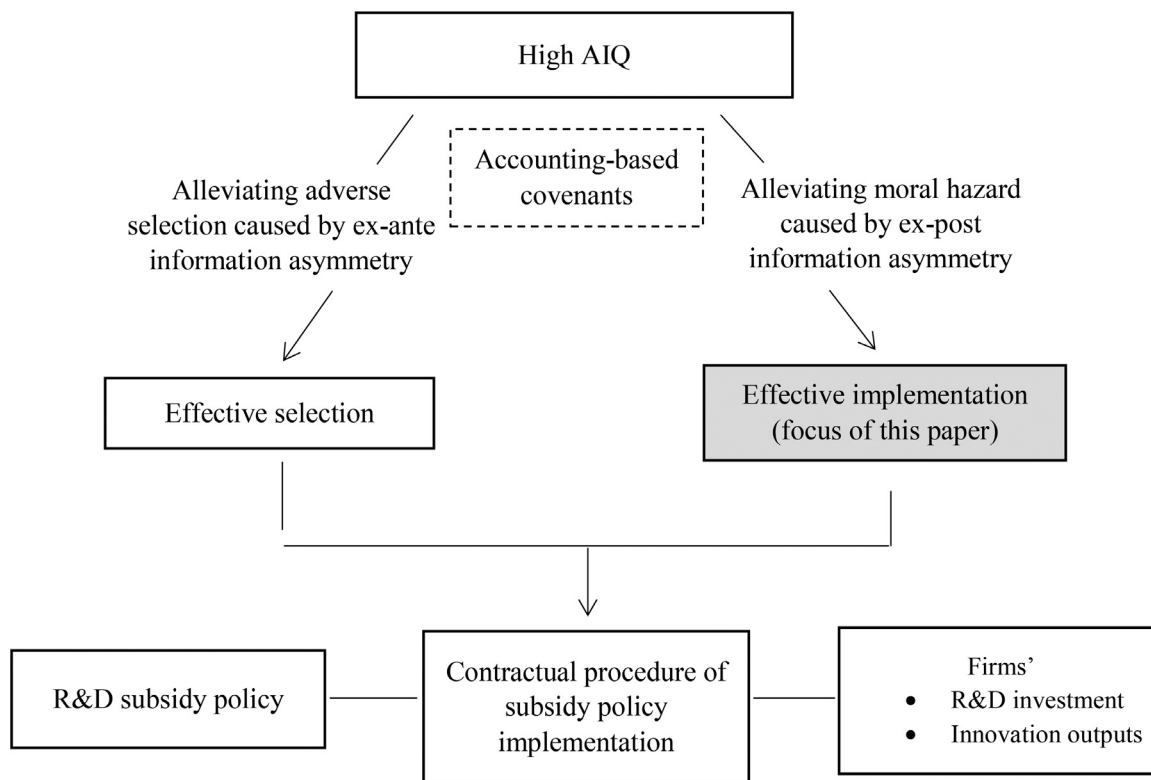 High AIQ
Accounting-based
covenants
Alleviating adverse
selection caused by ex-ante
information asymmetry
Alleviating moral hazard
caused by ex-post
information asymmetry
Effective selection
Effective implementation
(focus of this paper)
R&D subsidy policy
Contractual procedure of
subsidy policy
implementation
Firms’
• R&D investment
• Innovation outputs